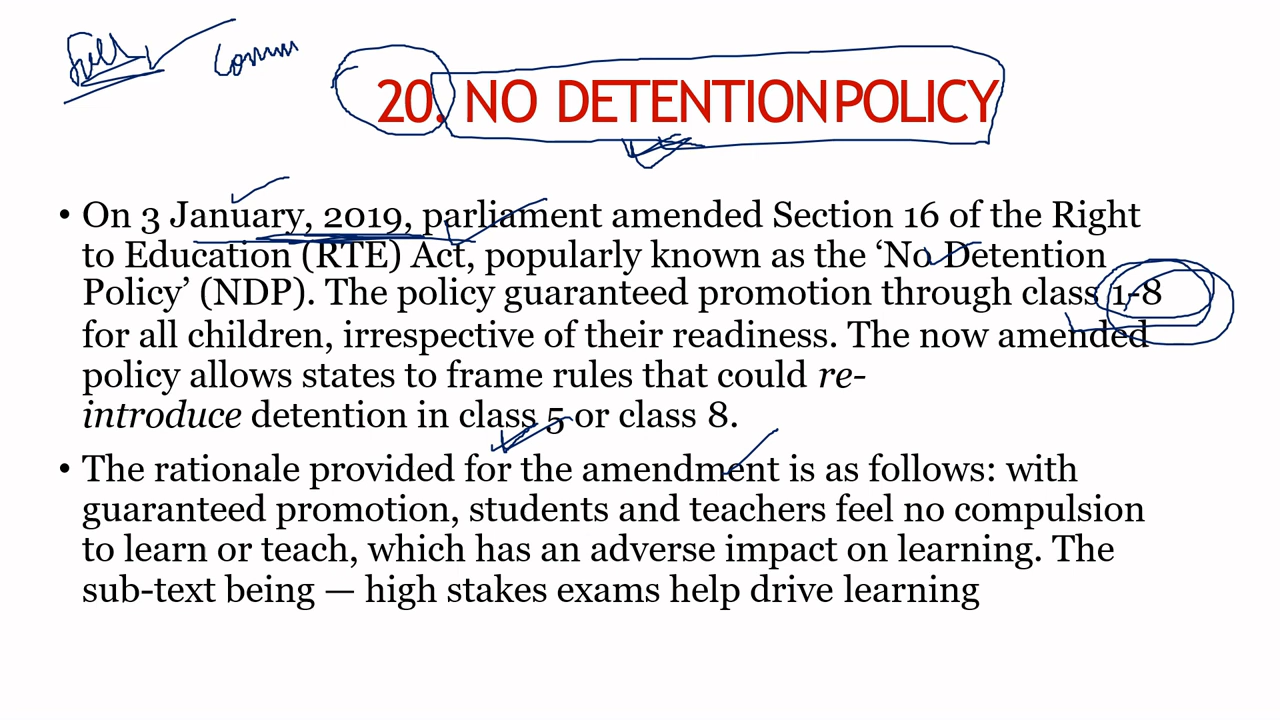 20. NO DETENTION POLICY
• On 3 January, 2019, parliament amended Section 16 of the Right
to Education (RTE) Act, popularly known as the ‘No Detention
Policy’ (NDP). The policy guaranteed promotion through class 1-8
for all children, irrespective of their readiness. The now amended
policy allows states to frame rules that could re-
introduce detention in class 5 or class 8.
• The rationale provided for the amendment is as follows: with
guaranteed promotion, students and teachers feel no compulsion
to learn or teach, which has an adverse impact on learning. The
sub-text being — high stakes exams help drive learning